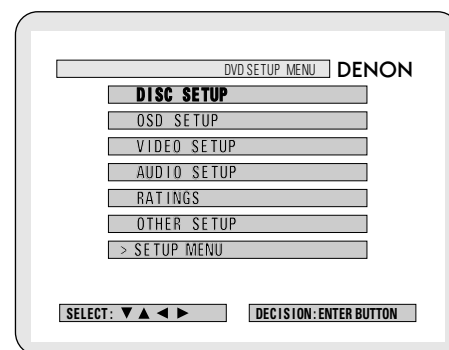 DVD SETUP MENU DENON
DISC SETUP
OSD SETUP
VIDEO SETUP
AUDIO SETUP
RATINGS
OTHER SETUP
> SETUP MENU
SELECT: ▼ ▲ ◀ ▶ DECISION: ENTER BUTTON